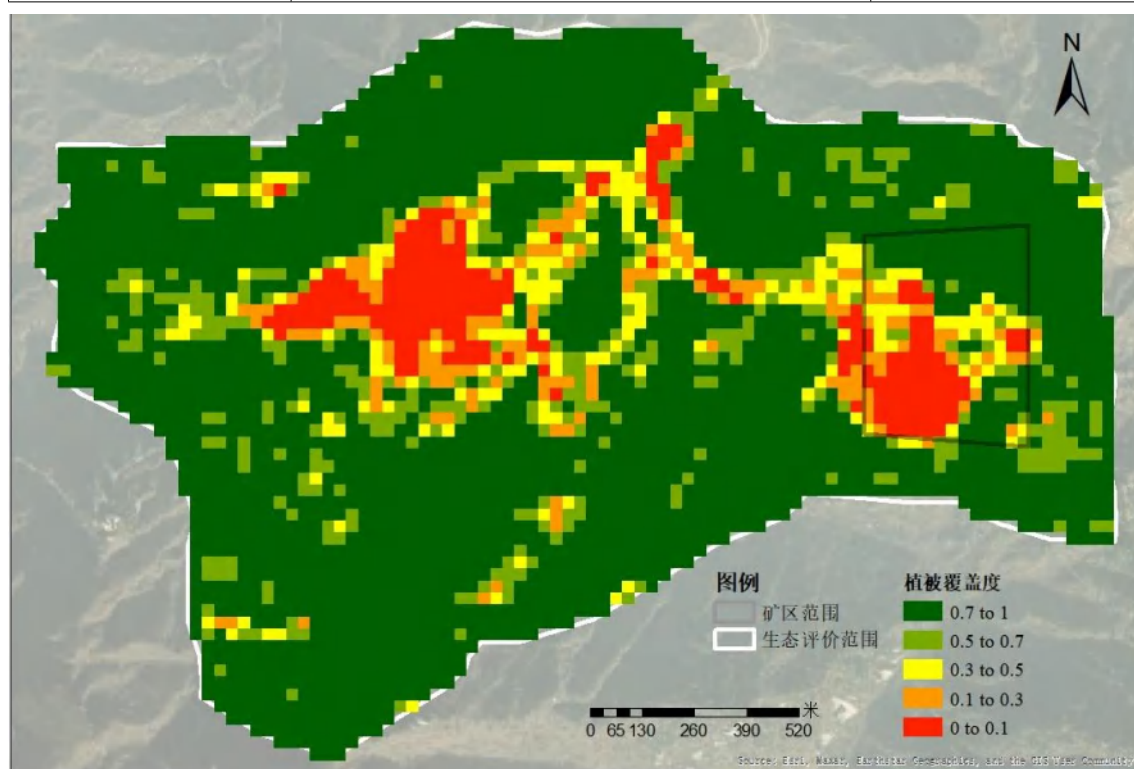 N
图例
矿区范围
生态评价范围
植被覆盖度
0.7 to 1
0.5 to 0.7
0.3 to 0.5
0.1 to 0.3
0 to 0.1
米
0 65 130 260 390 520
Source: Esri, Maxar, Earthstar Geographics, and the GIS User Community